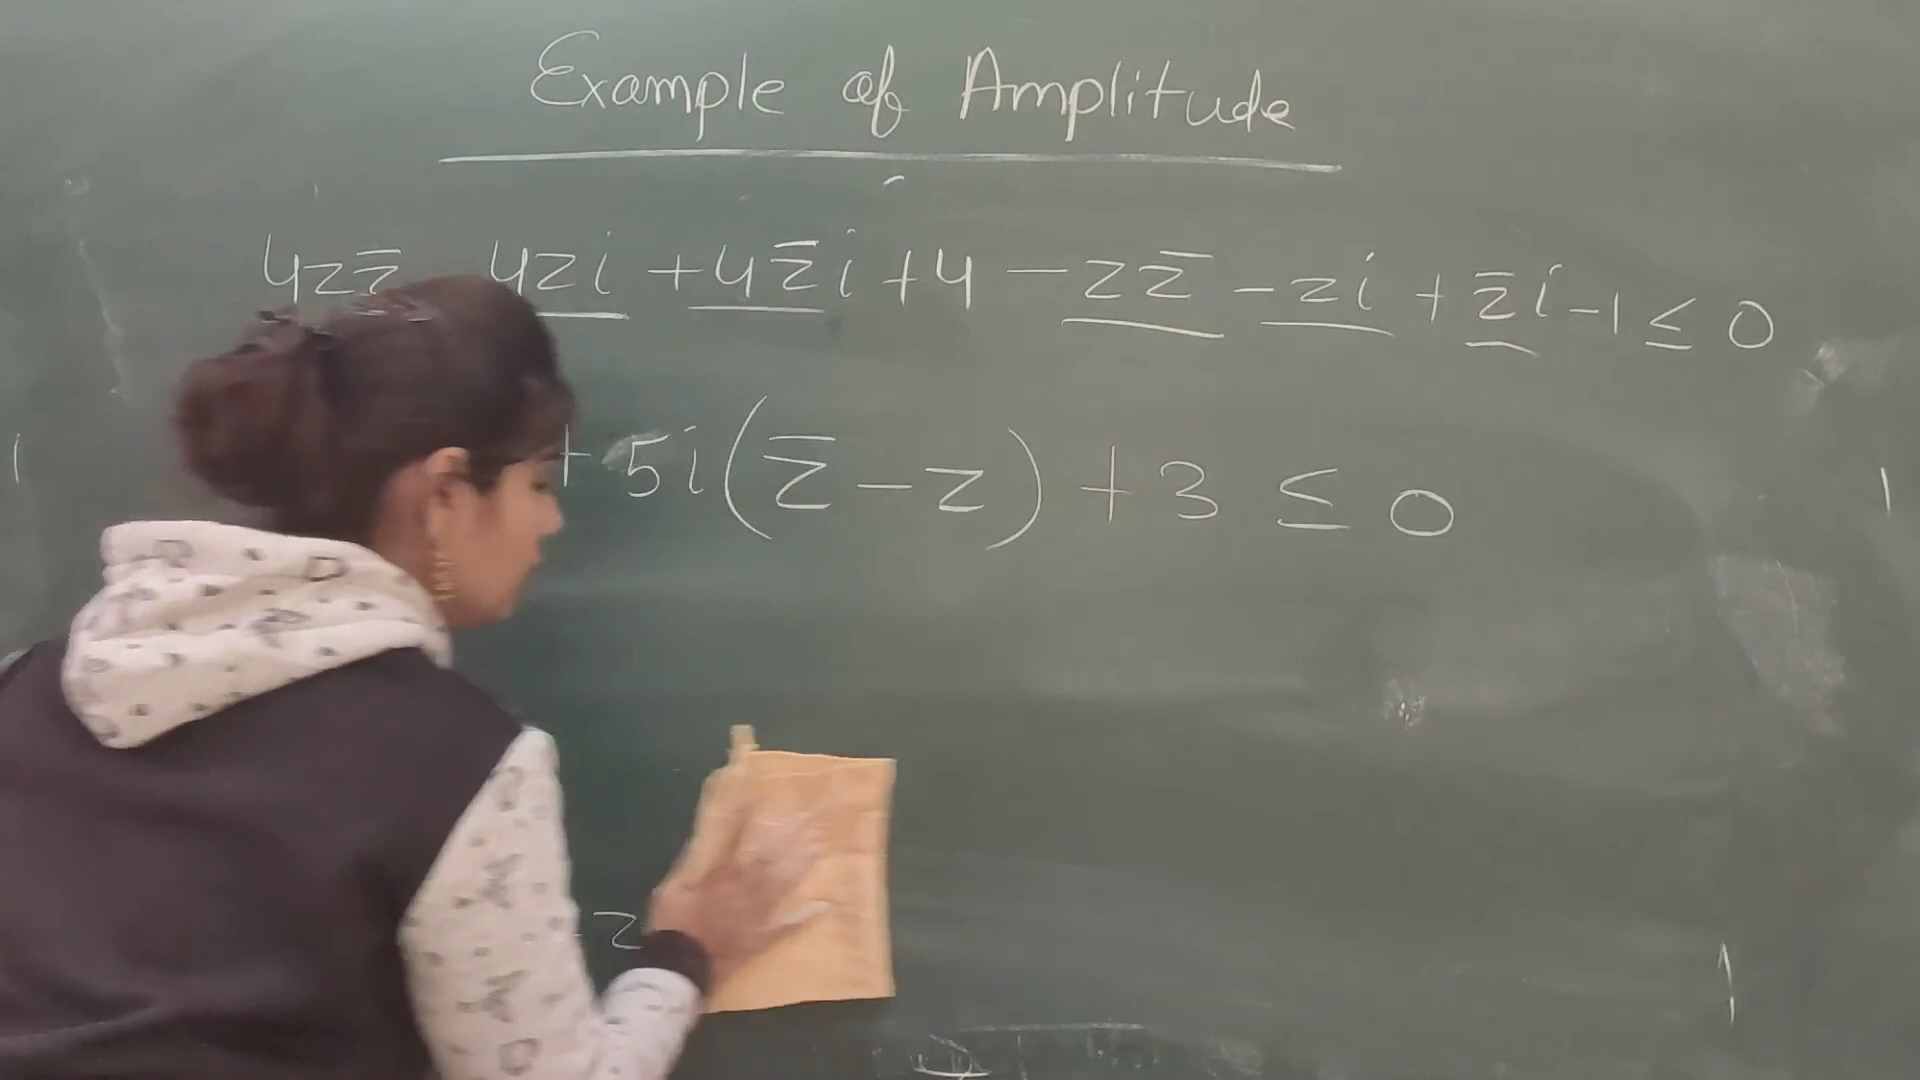 Example of Amplitude
4zz̅ 4zi + 4z̅i + 4 - zz̅ - zi + z̅i - 1 ≤ 0
+ 5i(z̅ - z) + 3 ≤ 0
- z